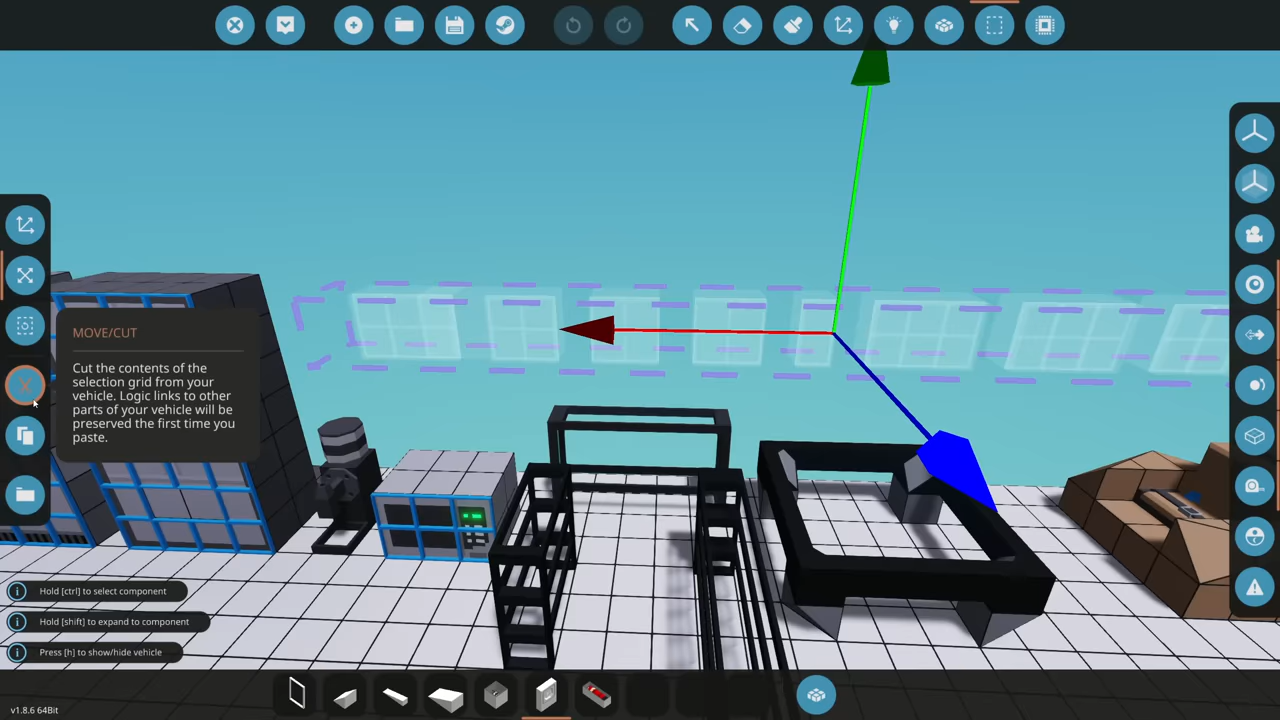 MOVE/CUT
Cut the contents of the
selection grid from your
vehicle. Logic links to other
parts of your vehicle will be
preserved the first time you
paste.
Hold [ctrl] to select component
Hold [shift] to expand to component
Press [h] to show/hide vehicle
v1.8.6 64Bit